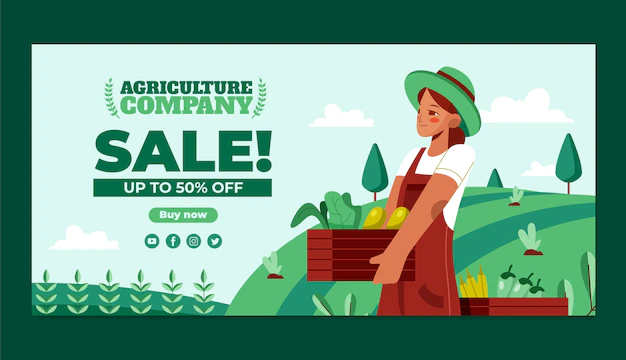 AGRICULTURE
COMPANY
SALE!
UP TO 50% OFF
Buy now